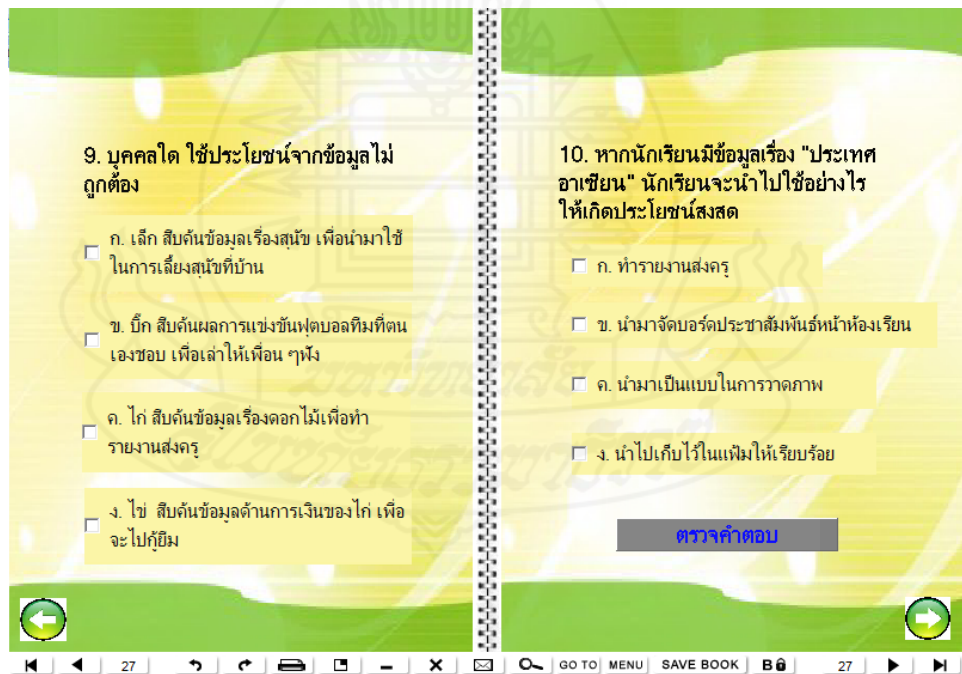 9. บุคคลใด ใช้ประโยชน์จากข้อมูลไม่
ถูกต้อง
ก. เล็ก สืบค้นข้อมูลเรื่องสุนัข เพื่อนำมาใช้
ในการเลี้ยงสุนัขที่บ้าน
ข. บิ๊ก สืบค้นผลการแข่งขันฟุตบอลทีมที่ตน
เองชอบ เพื่อเล่าให้เพื่อน ๆฟัง
ค. ไก่ สืบค้นข้อมูลเรื่องดอกไม้เพื่อทำ
รายงานส่งครู
ง. ไข่ สืบค้นข้อมูลด้านการเงินของไก่ เพื่อ
จะไปกู้ยืม
10. หากนักเรียนมีข้อมูลเรื่อง "ประเทศ
อาเซียน" นักเรียนจะนำไปใช้อย่างไร
ให้เกิดประโยชน์สงสด
ก. ทำรายงานส่งครู
ข. นำมาจัดบอร์ดประชาสัมพันธ์หน้าห้องเรียน
ค. นำมาเป็นแบบในการวาดภาพ
ง. นำไปเก็บไว้ในแฟ้มให้เรียบร้อย
ตรวจคำตอบ
27 GO TO MENU SAVE BOOK B 27